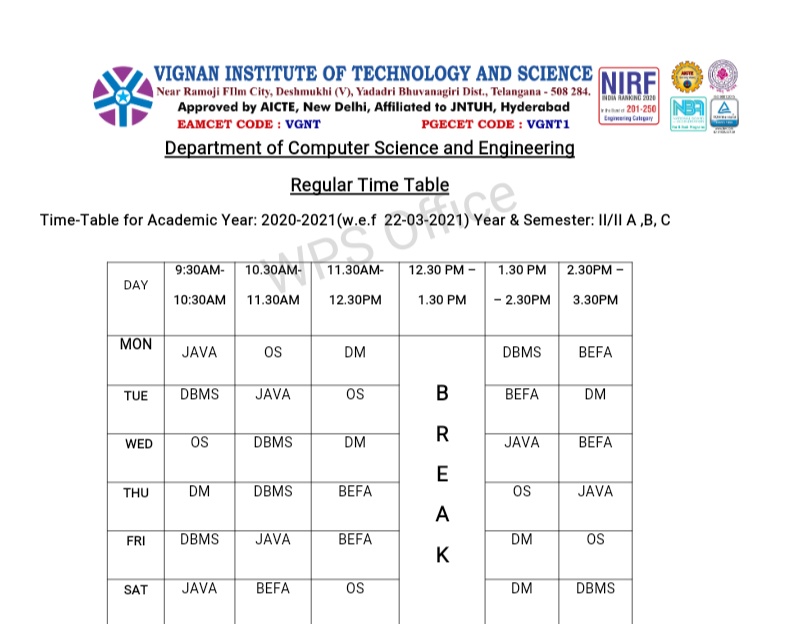 VIGNAN INSTITUTE OF TECHNOLOGY AND SCIENCE
Near Ramoji FIlm City, Deshmukhi (V), Yadadri Bhuvanagiri Dist., Telangana - 508 284.
Approved by AICTE, New Delhi, Affiliated to JNTUH, Hyderabad
EAMCET CODE : VGNT PGECET CODE : VGNT1
NIRF
INDIA RANKING 2020
201-250
Engineering Category
NBA
Department of Computer Science and Engineering
Regular Time Table
Time-Table for Academic Year: 2020-2021(w.e.f 22-03-2021) Year & Semester: II/II A ,B, C
WPS Office
DAY 9:30AM- 10.30AM- 11.30AM- 12.30 PM – 1.30 PM 2.30PM –
10:30AM 11.30AM 12.30PM 1.30 PM – 2.30PM 3.30PM
MON JAVA OS DM DBMS BEFA
TUE DBMS JAVA OS B BEFA DM
WED OS DBMS DM R JAVA BEFA
E
THU DM DBMS BEFA OS JAVA
A
FRI DBMS JAVA BEFA DM OS
K
SAT JAVA BEFA OS DM DBMS